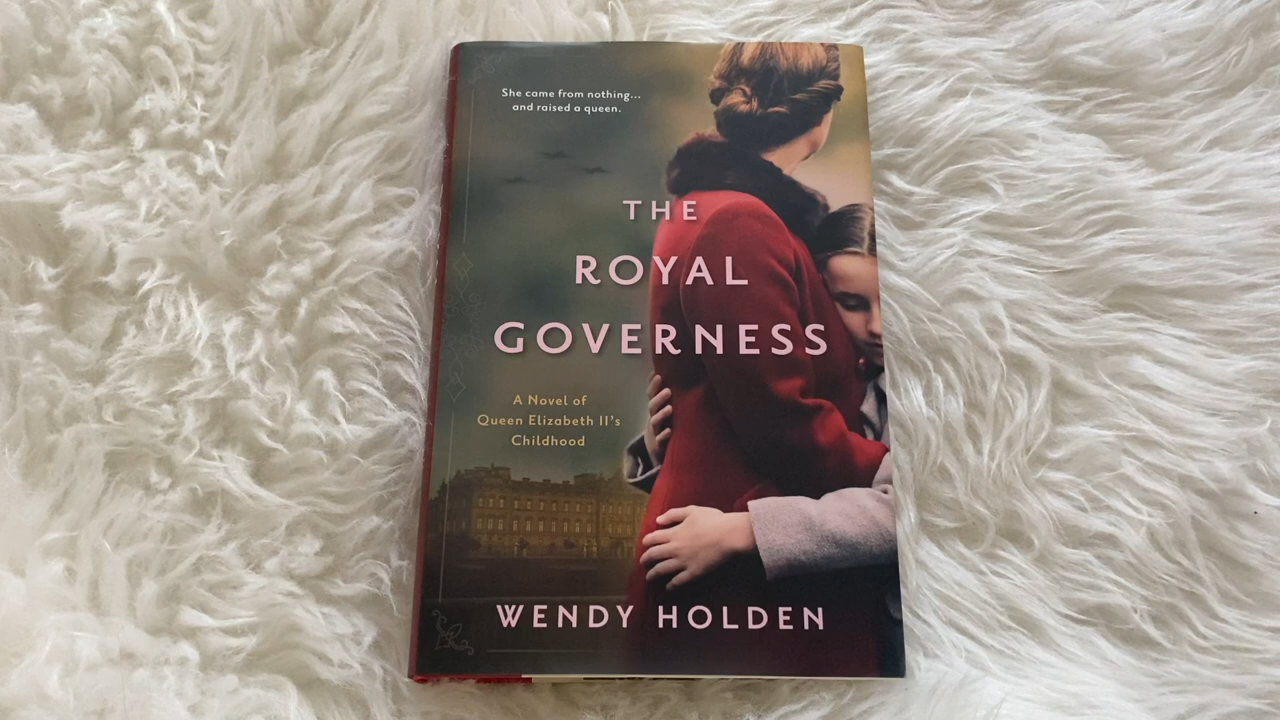 She came from nothing...
and raised a queen.
THE
ROYAL
GOVERNESS
A Novel of
Queen Elizabeth II's
Childhood
WENDY HOLDEN